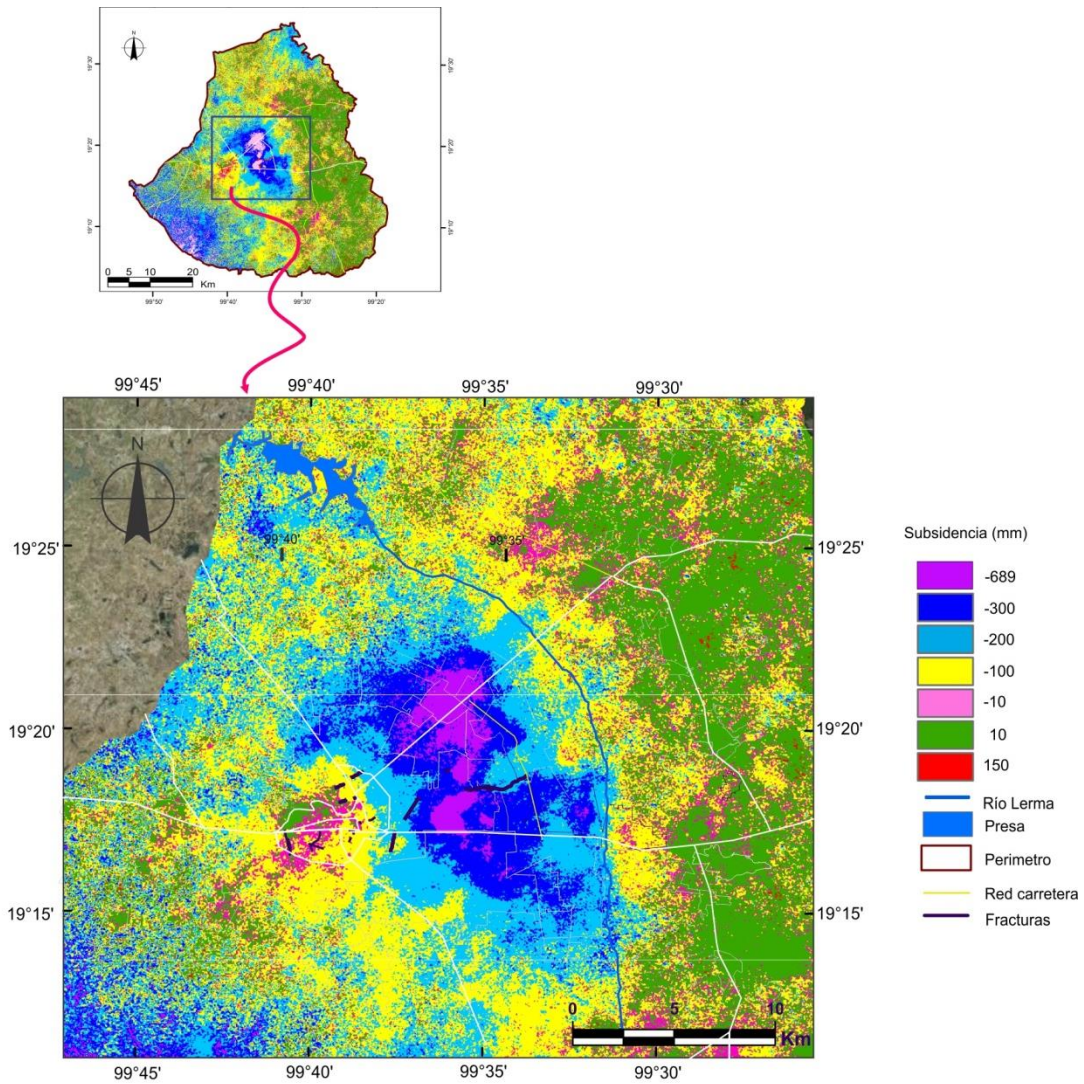 N
19°30'
19°30'
19°20'
19°20'
19°10'
19°10'
0 5 10 20
Km
99°50'
99°40'
99°30'
99°20'
99°45'
99°40'
99°35'
99°30'
N
19°25'
99°40'
99°35'
19°25'
19°20'
19°20'
19°15'
19°15'
0 5 10
Km
99°45'
99°40'
99°35'
99°30'
Subsidencia (mm)
-689
-300
-200
-100
-10
10
150
Río Lerma
Presa
Perimetro
Red carretera
Fracturas